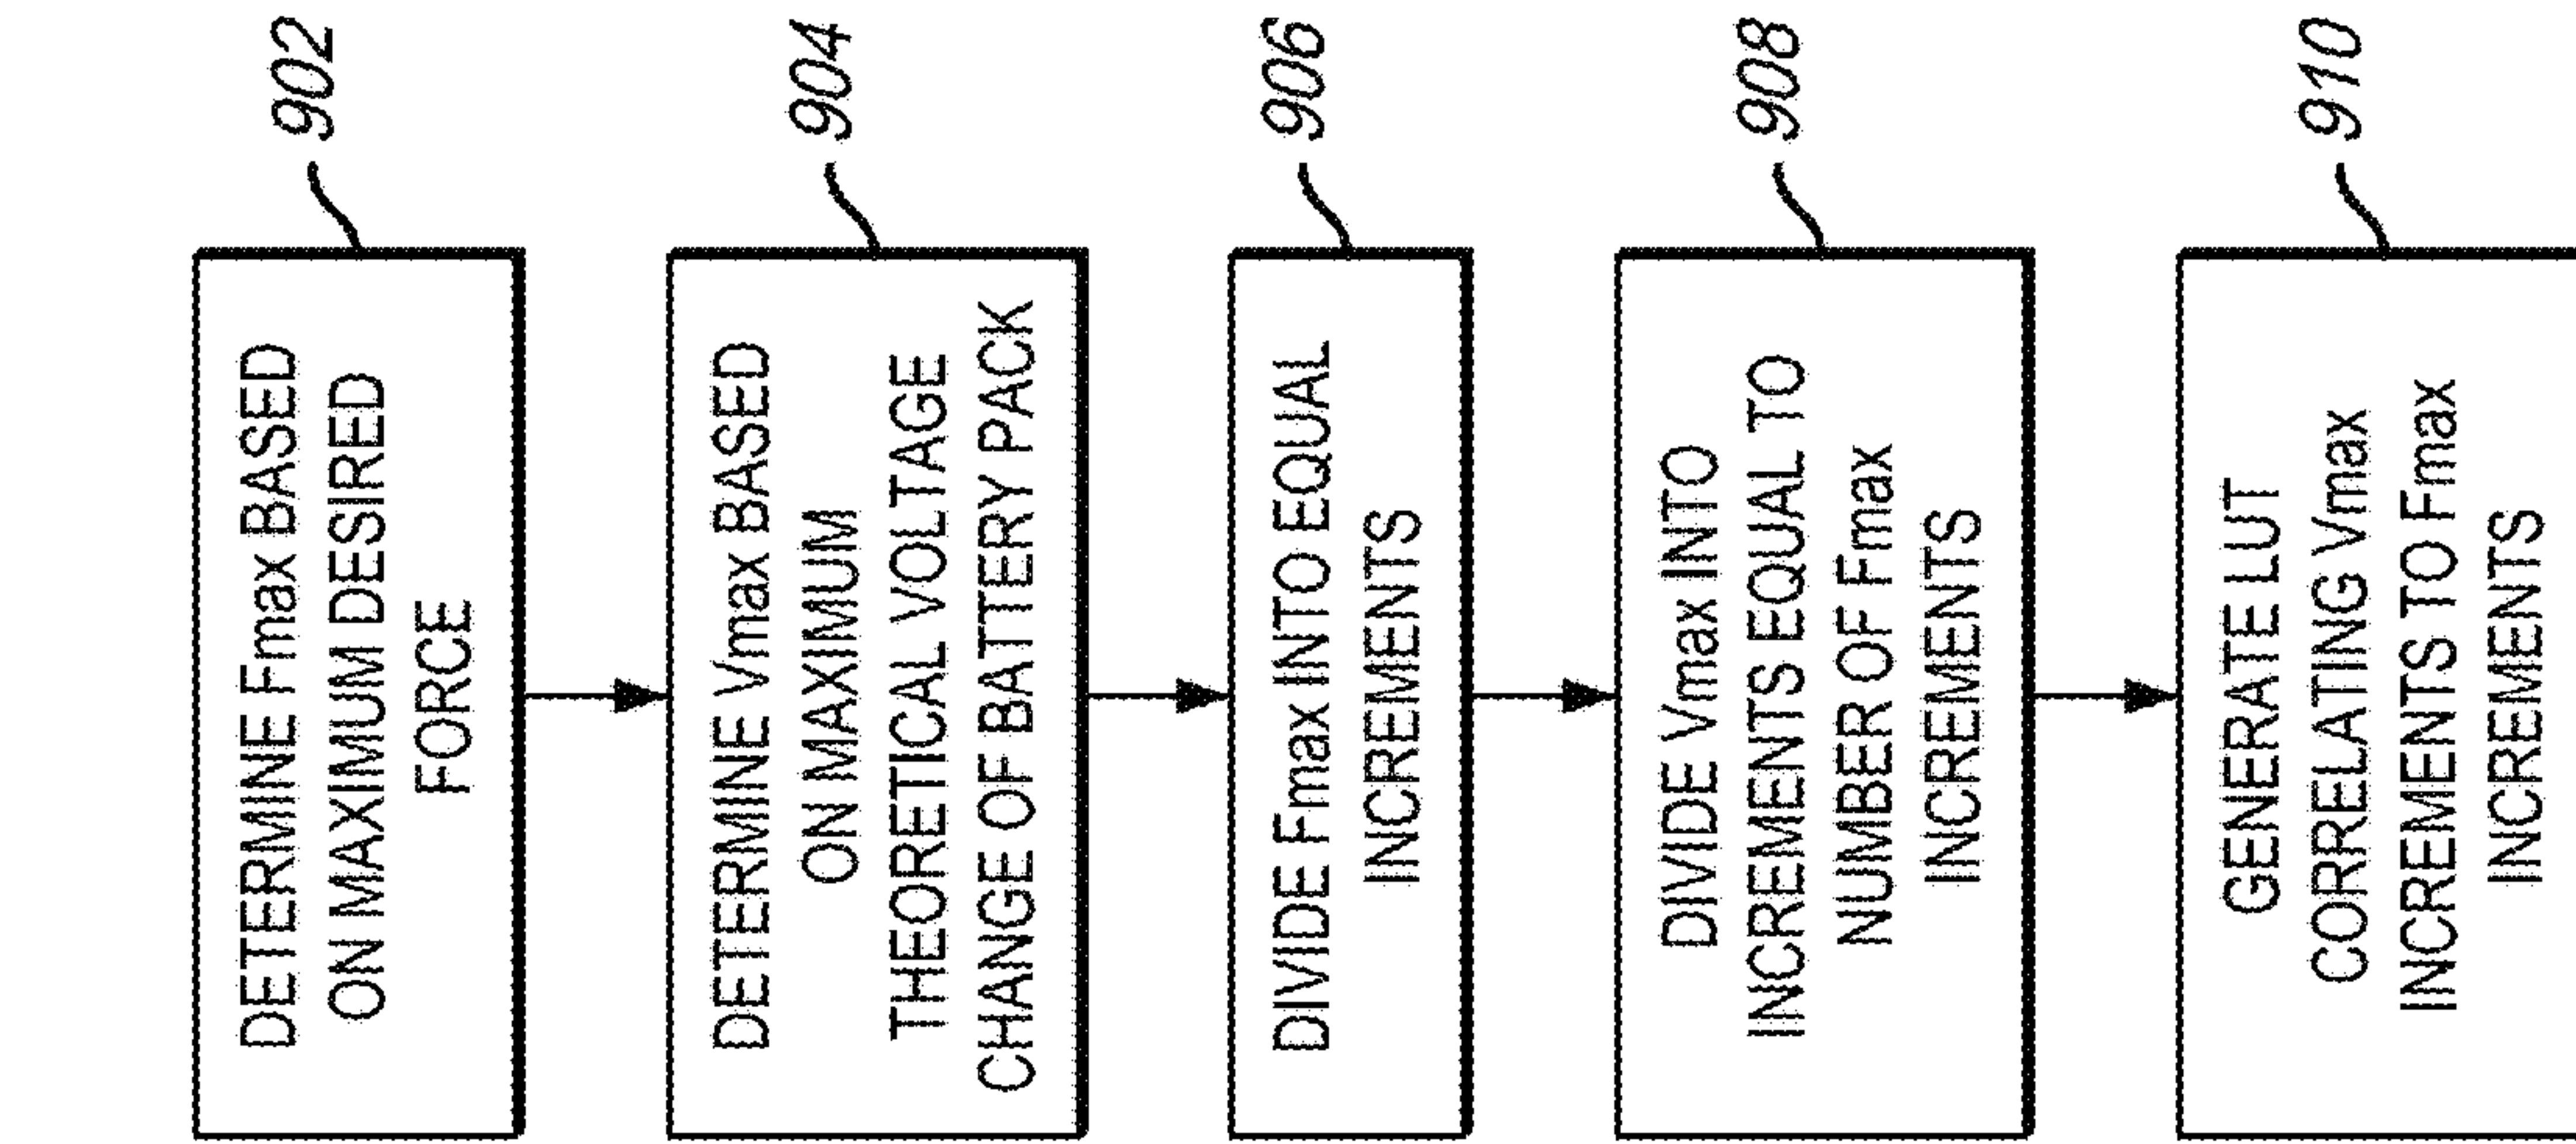 DETERMINE Fmax BASED
ON MAXIMUM DESIRED
FORCE
902
DETERMINE Vmax BASED
ON MAXIMUM
THEORETICAL VOLTAGE
CHANGE OF BATTERY PACK
904
DIVIDE Fmax INTO EQUAL
INCREMENTS
906
DIVIDE Vmax INTO
INCREMENTS EQUAL TO
NUMBER OF Fmax
INCREMENTS
908
GENERATE LUT
CORRELATING Vmax
INCREMENTS TO Fmax
INCREMENTS
910